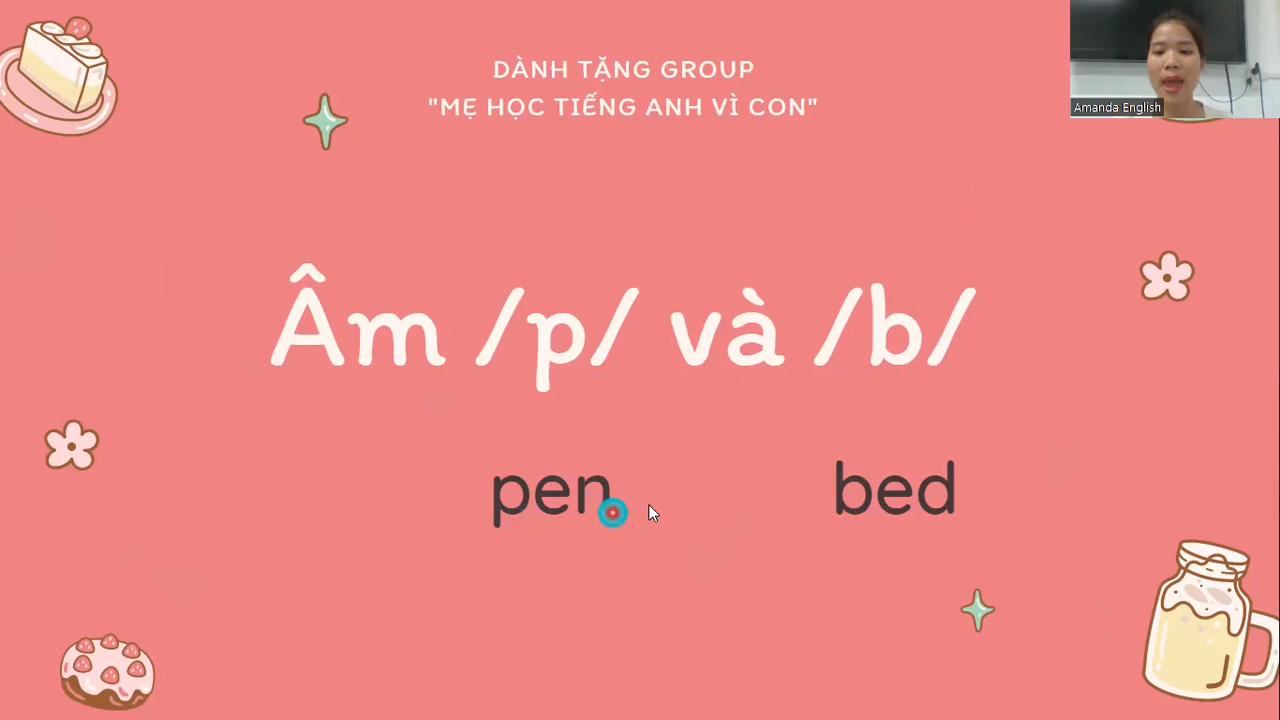 DÀNH TẶNG GROUP
"MẸ HỌC TIẾNG ANH VÌ CON"
Amanda English
Âm /p/ và /b/
pen bed